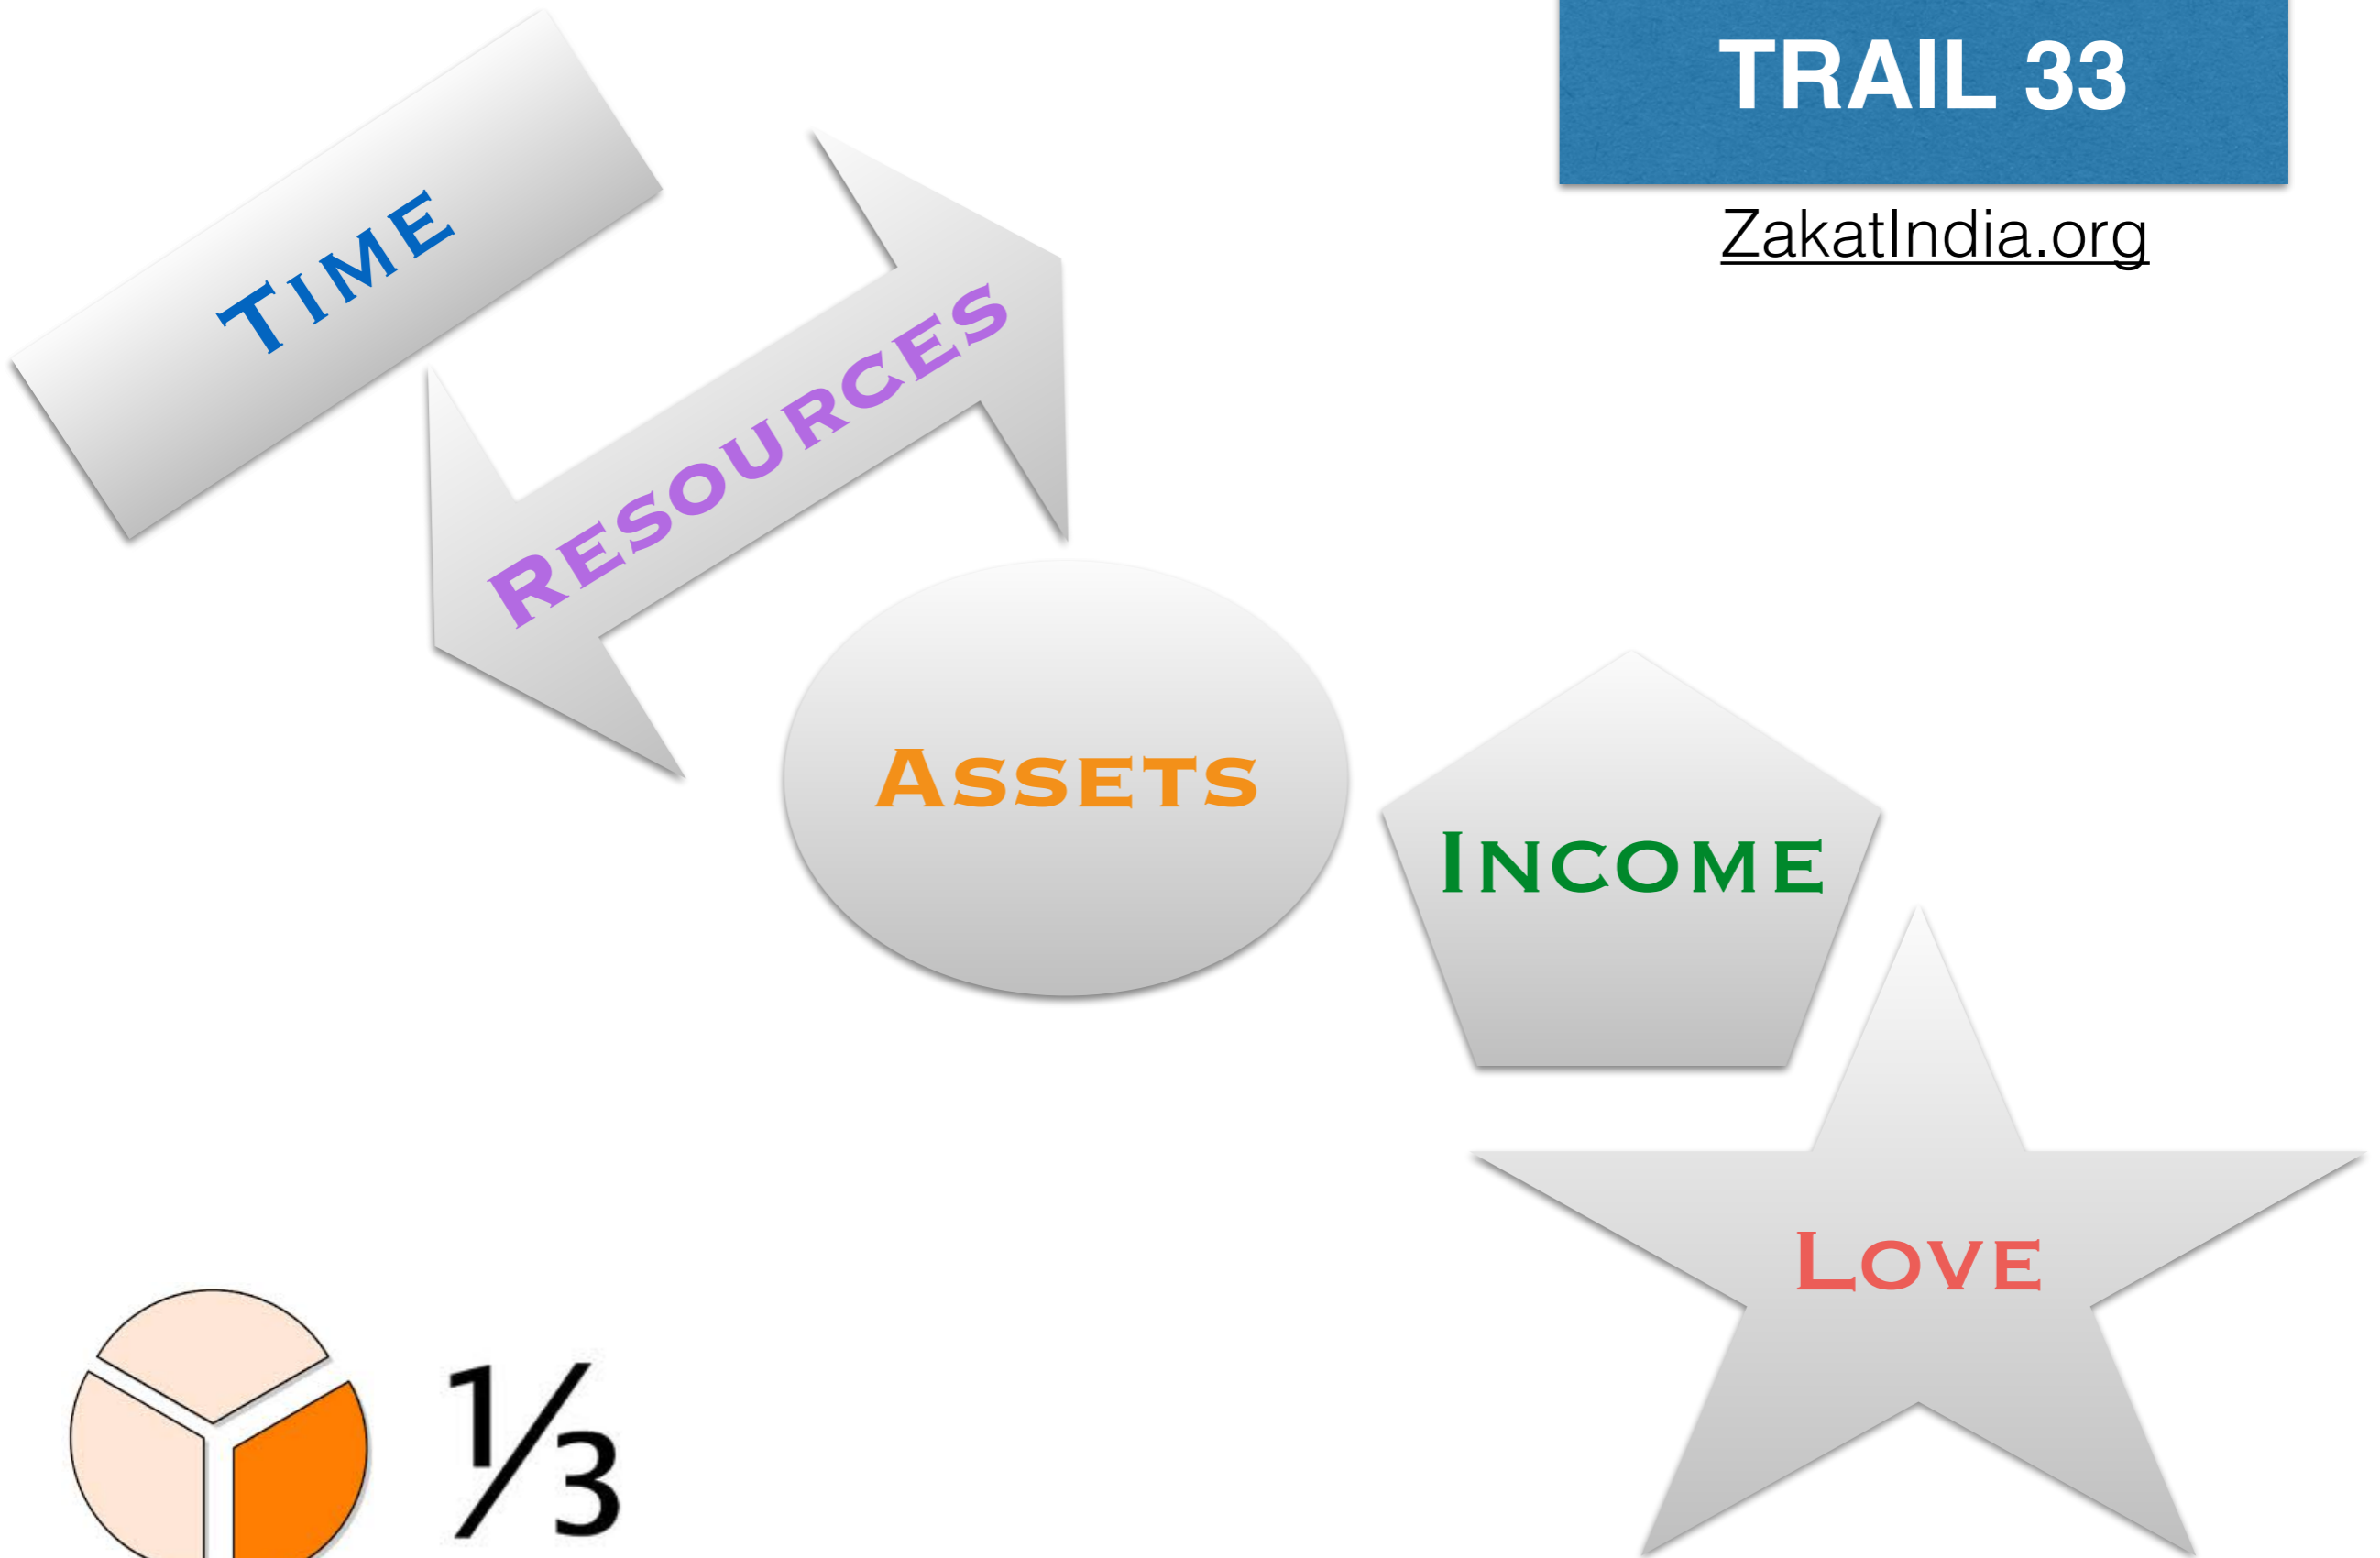 TRAIL 33
ZakatIndia.org
TIME
RESOURCES
ASSETS
INCOME
LOVE
1/3